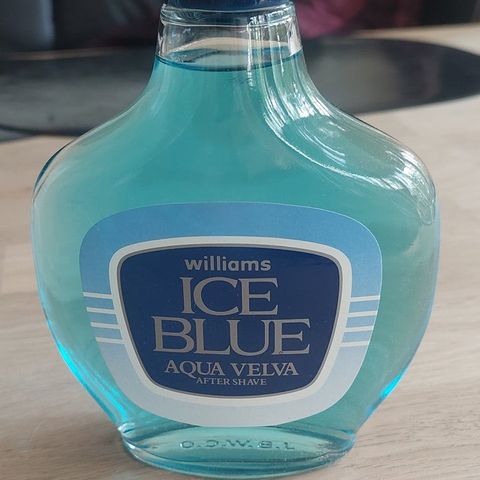 williams
ICE
BLUE
AQUA VELVA
AFTER SHAVE